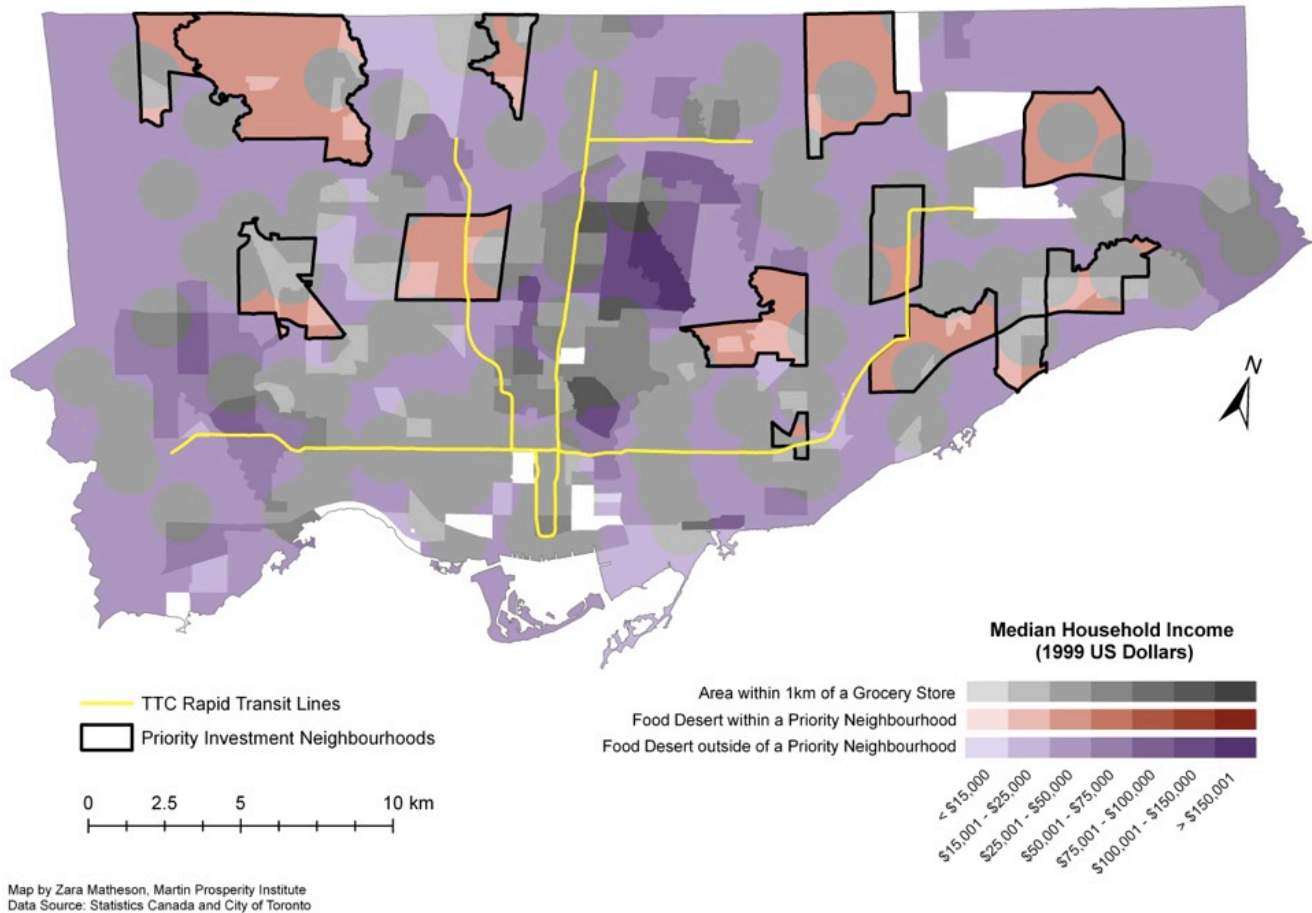 N
Median Household Income
(1999 US Dollars)
Area within 1km of a Grocery Store
Food Desert within a Priority Neighbourhood
Food Desert outside of a Priority Neighbourhood
< $15,000
$15,001 - $25,000
$25,001 - $50,000
$50,001 - $75,000
$75,001 - $100,000
$100,001 - $150,000
> $150,001
TTC Rapid Transit Lines
Priority Investment Neighbourhoods
0 2.5 5 10 km
Map by Zara Matheson, Martin Prosperity Institute
Data Source: Statistics Canada and City of Toronto